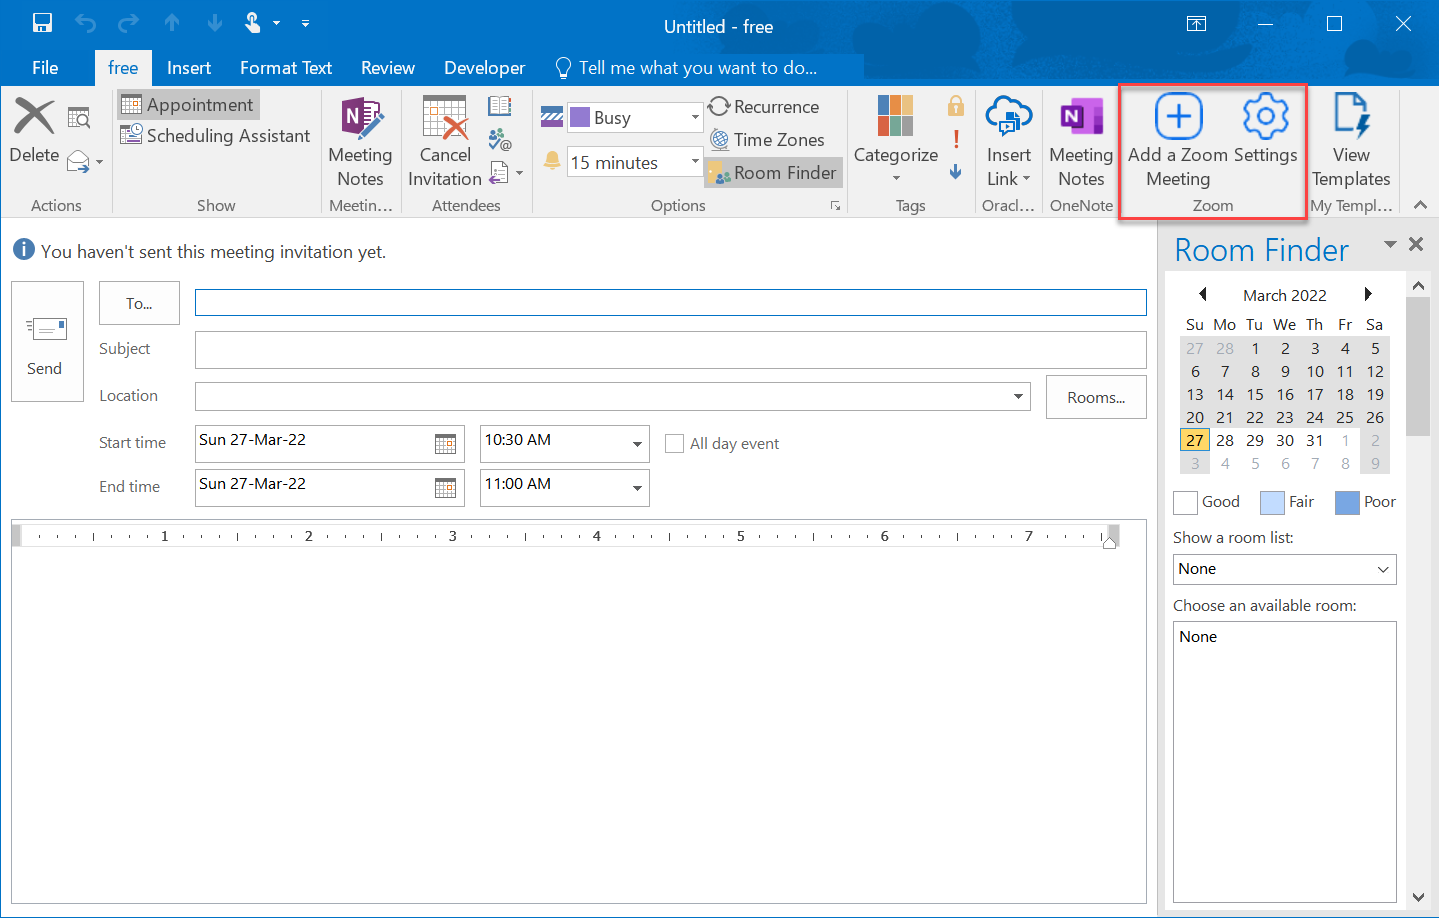 Untitled - free
File
free
Insert
Format Text
Review
Developer
Tell me what you want to do...
Delete
Actions
Appointment
Scheduling Assistant
Show
Meeting
Notes
Meetin...
Cancel
Invitation
Attendees
Busy
15 minutes
Recurrence
Time Zones
Room Finder
Options
Categorize
Tags
Insert
Link
Oracl...
Meeting
Notes
OneNote
Add a Zoom
Meeting
Settings
Zoom
View
Templates
My Templ...
You haven't sent this meeting invitation yet.
Send
To...
Subject
Location
Rooms...
Start time
Sun 27-Mar-22
10:30 AM
All day event
End time
Sun 27-Mar-22
11:00 AM
1 2 3 4 5 6 7
Room Finder
March 2022
Su Mo Tu We Th Fr Sa
27 28 1 2 3 4 5
6 7 8 9 10 11 12
13 14 15 16 17 18 19
20 21 22 23 24 25 26
27 28 29 30 31 1 2
3 4 5 6 7 8 9
Good Fair Poor
Show a room list:
None
Choose an available room:
None